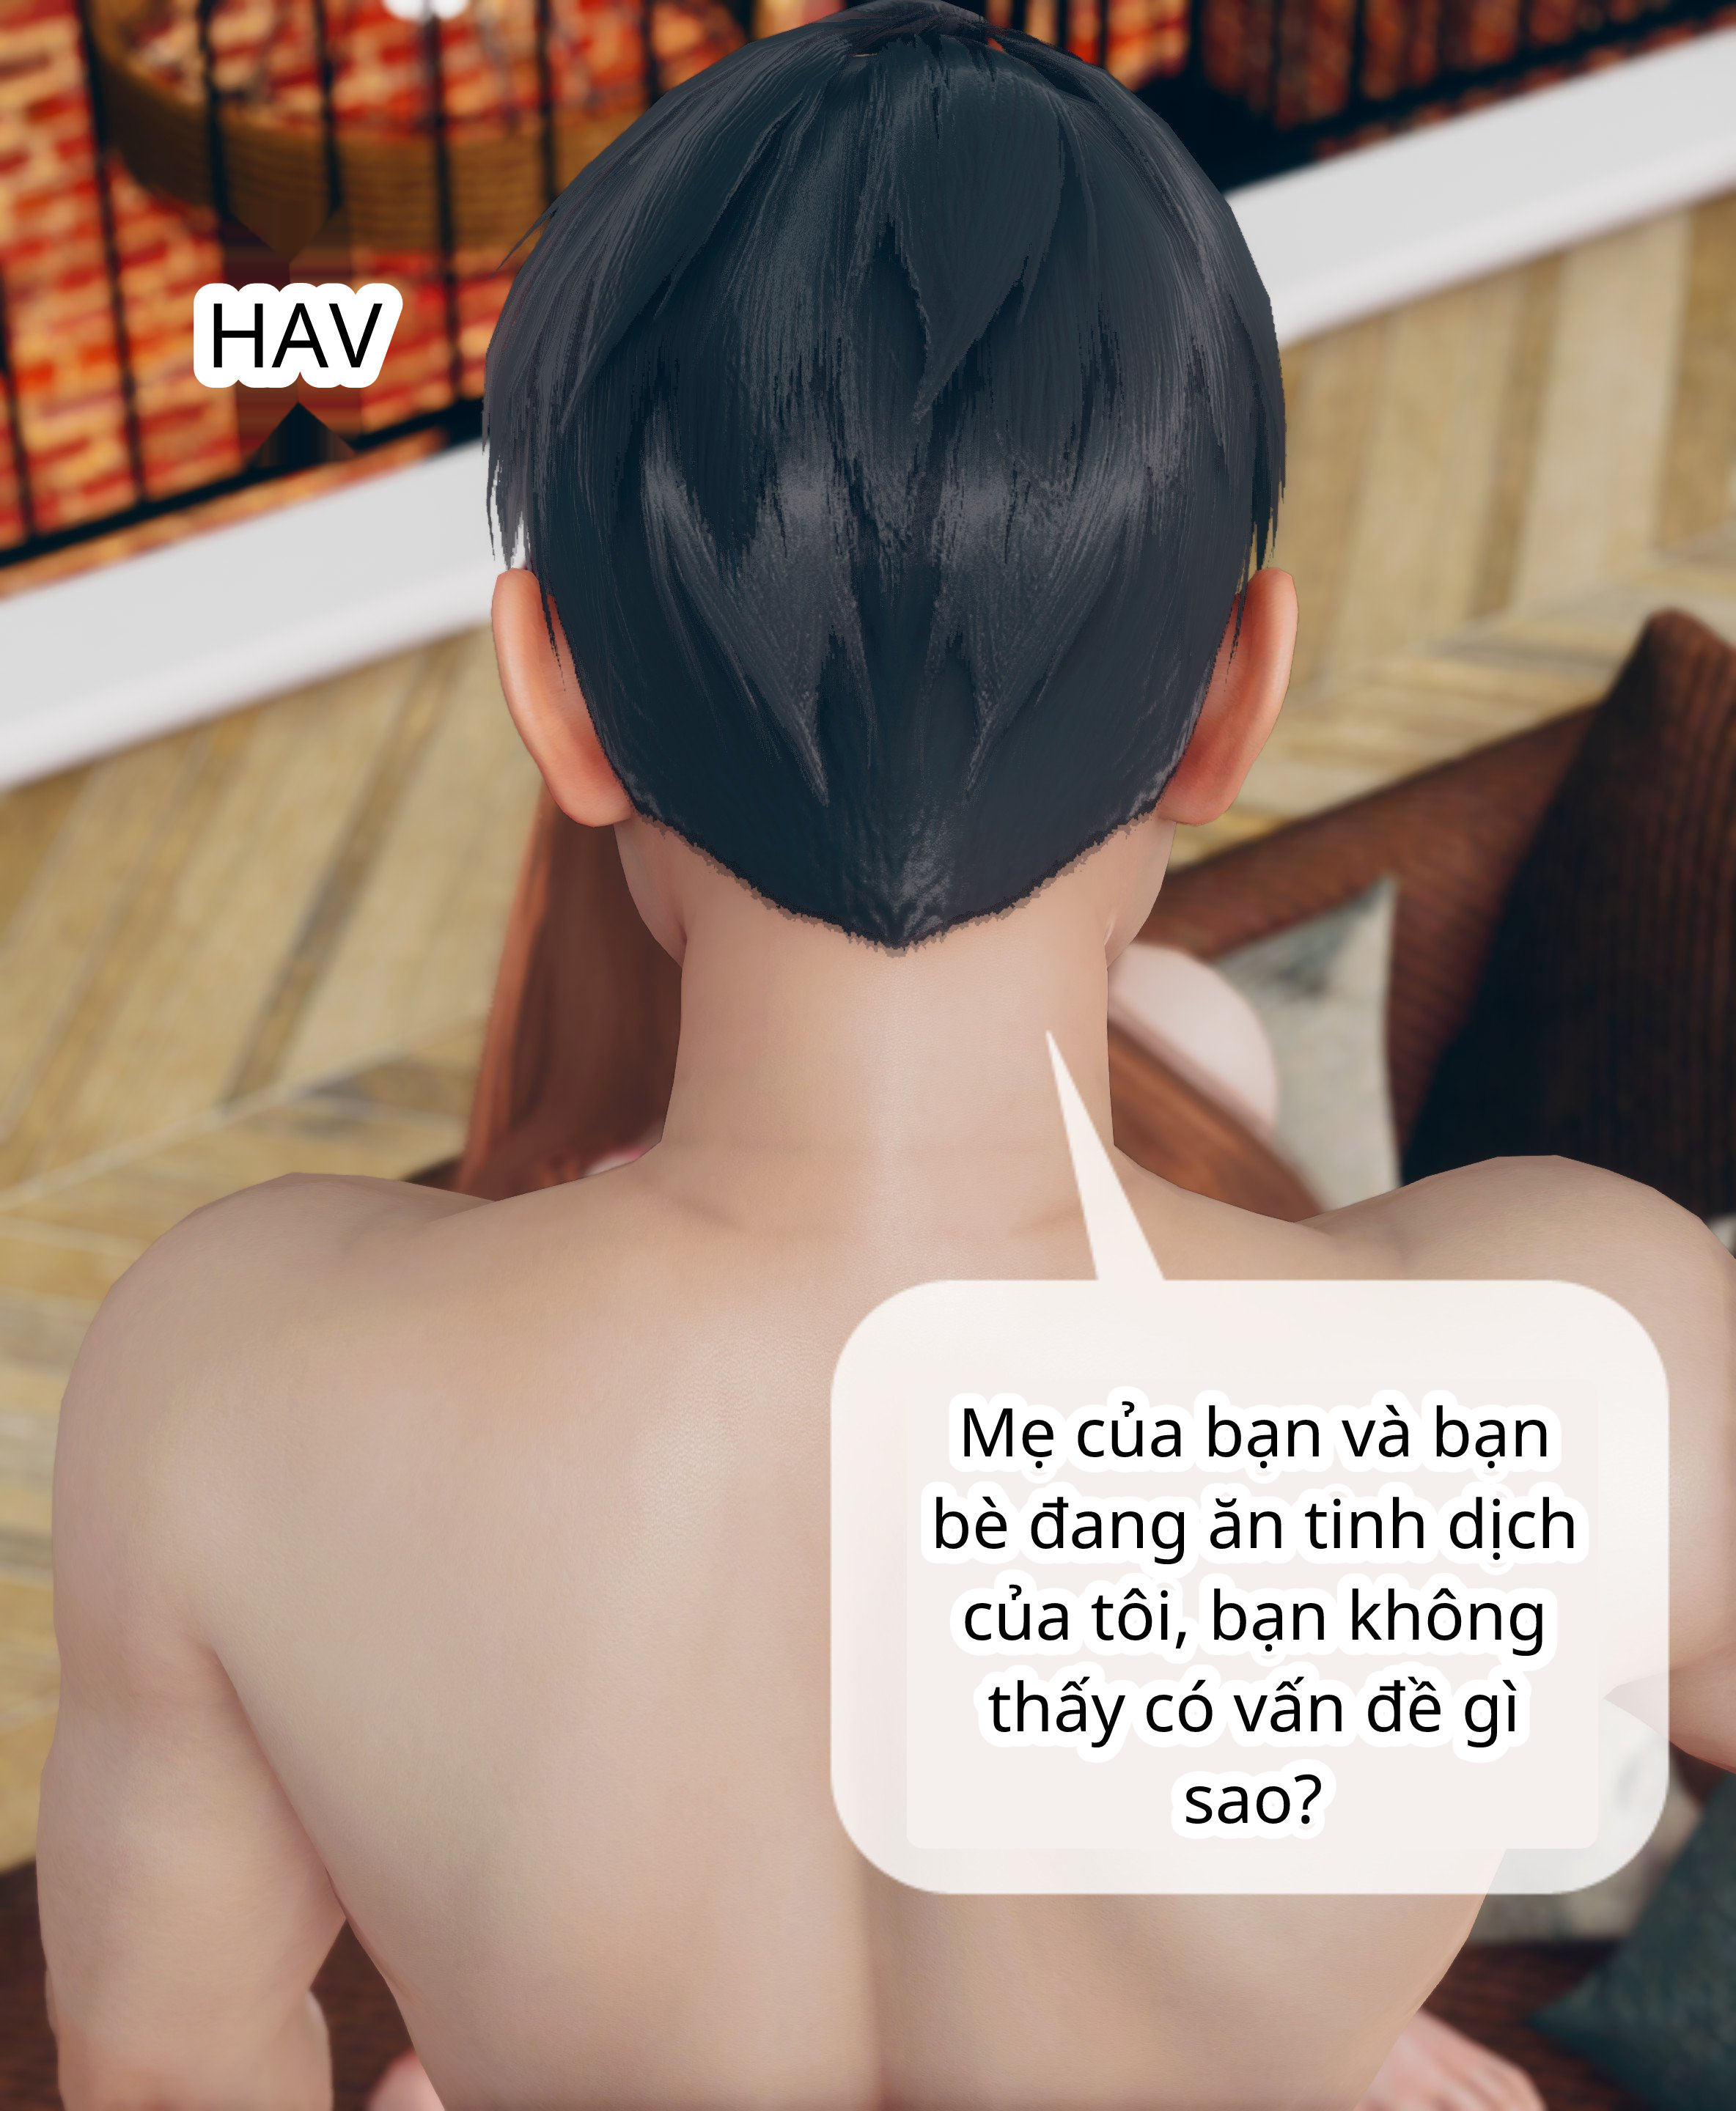 HAV
Mẹ của bạn và bạn
bè đang ăn tinh dịch
của tôi, bạn không
thấy có vấn đề gì
sao?